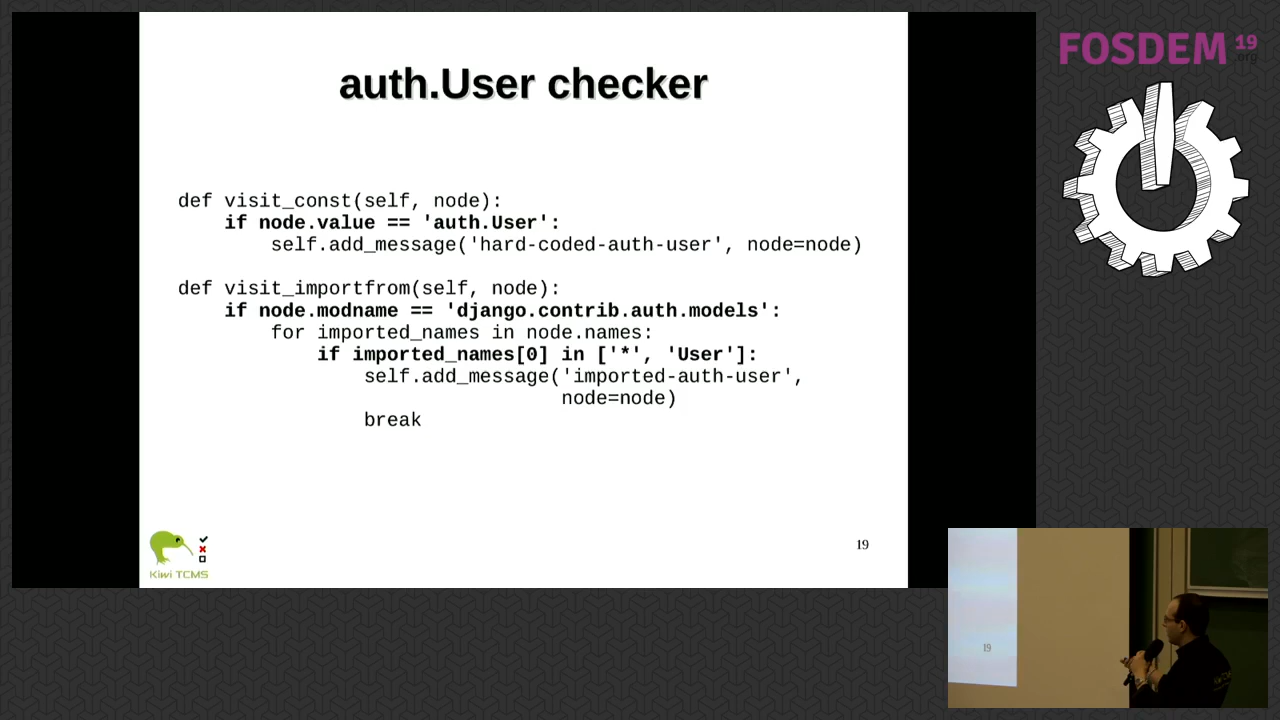 auth.User checker
def visit_const(self, node):
if node.value == 'auth.User':
self.add_message('hard-coded-auth-user', node=node)
def visit_importfrom(self, node):
if node.modname == 'django.contrib.auth.models':
for imported_names in node.names:
if imported_names[0] in ['*', 'User']:
self.add_message('imported-auth-user',
node=node)
break
Kiwi TCMS
19
FOSDEM 19
.org
19